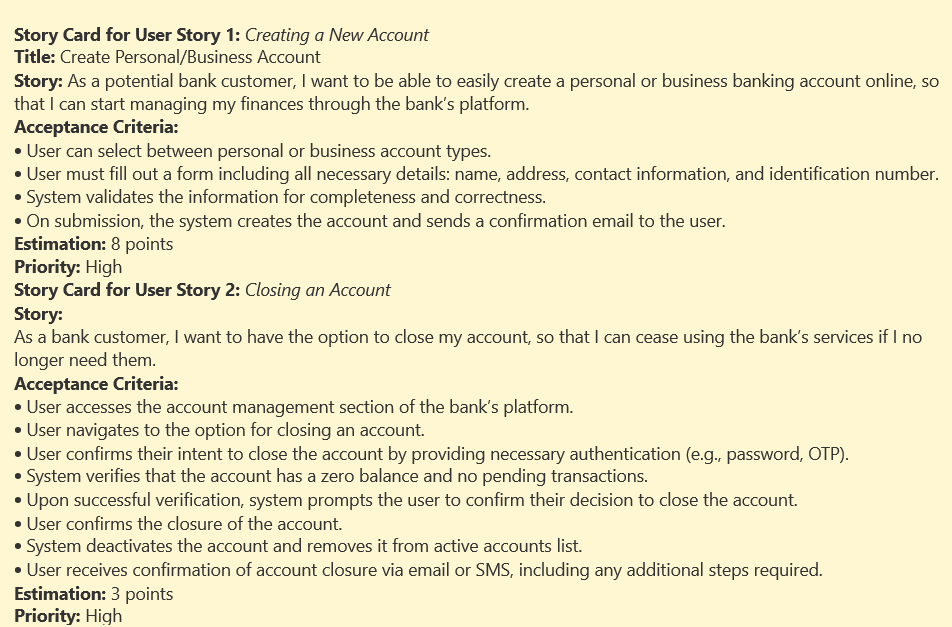 Story Card for User Story 1: Creating a New Account
Title: Create Personal/Business Account
Story: As a potential bank customer, I want to be able to easily create a personal or business banking account online, so
that I can start managing my finances through the bank’s platform.
Acceptance Criteria:
• User can select between personal or business account types.
• User must fill out a form including all necessary details: name, address, contact information, and identification number.
• System validates the information for completeness and correctness.
• On submission, the system creates the account and sends a confirmation email to the user.
Estimation: 8 points
Priority: High
Story Card for User Story 2: Closing an Account
Story:
As a bank customer, I want to have the option to close my account, so that I can cease using the bank’s services if I no
longer need them.
Acceptance Criteria:
• User accesses the account management section of the bank’s platform.
• User navigates to the option for closing an account.
• User confirms their intent to close the account by providing necessary authentication (e.g., password, OTP).
• System verifies that the account has a zero balance and no pending transactions.
• Upon successful verification, system prompts the user to confirm their decision to close the account.
• User confirms the closure of the account.
• System deactivates the account and removes it from active accounts list.
• User receives confirmation of account closure via email or SMS, including any additional steps required.
Estimation: 3 points
Priority: High